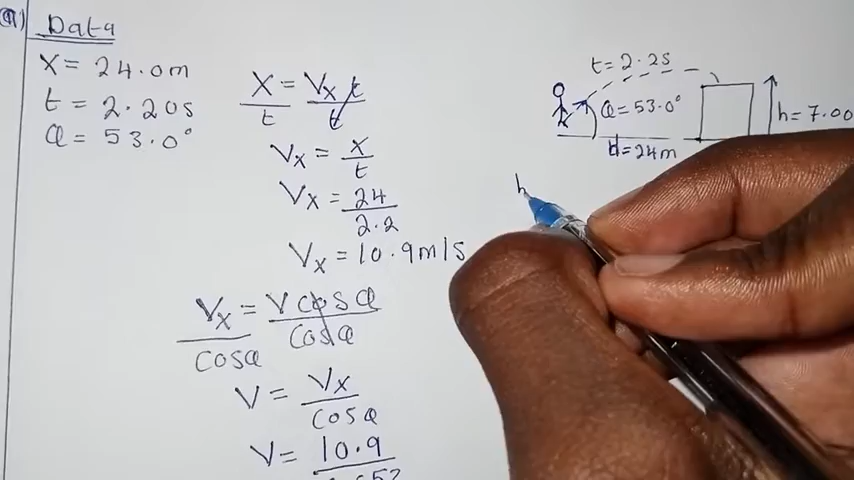 a) Data
X = 24.0m
t = 2.20s
Q = 53.0°
X/t = Vx t/t
Vx = X/t
Vx = 24/2.2
Vx = 10.9m/s
Vx/cosQ = V cosQ/cosQ
V = Vx/cosQ
V = 10.9
t = 2.2s
Q = 53.0°
h = 7.00
d = 24m
h